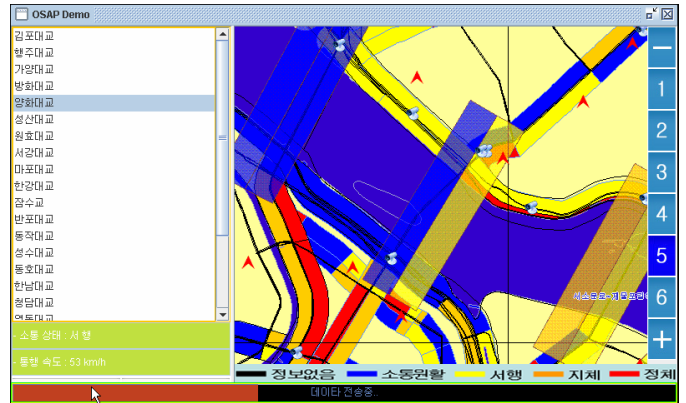 OSAP Demo
김포대교
행주대교
가양대교
방화대교
양화대교
성산대교
원효대교
서강대교
마포대교
한강대교
잠수교
반포대교
동작대교
성수대교
동호대교
한남대교
청담대교
영동대교
- 소통 상태 : 서행
- 통행 속도 : 53 km/h
1
2
3
4
5
6
+
정보없음 소통원활 서행 지체 정체
데이타 전송중..